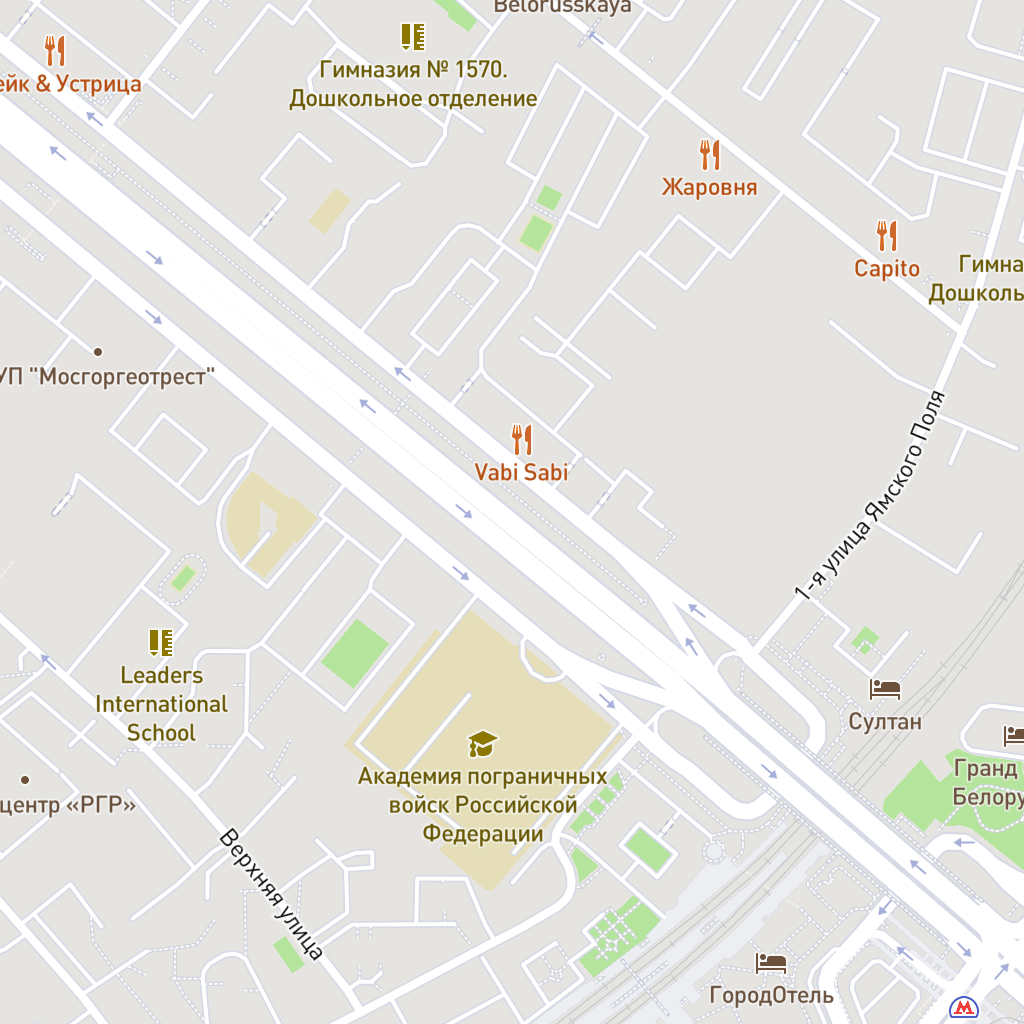 Belorusskaya
Гимназия № 1570.
Дошкольное отделение
ейк & Устрица
Жаровня
Capito
Гимна
Дошколь
УП "Мосгоргеотрест"
1-я улица Ямского Поля
Vabi Sabi
Leaders
International
School
Султан
Гранд
Белору
Академия пограничных
войск Российской
Федерации
центр «РГР»
Верхняя улица
ГородОтель
М